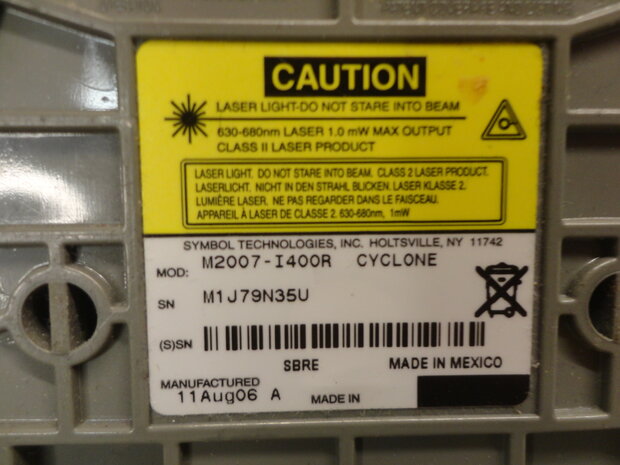 CAUTION
LASER LIGHT-DO NOT STARE INTO BEAM
630-680nm LASER 1.0 mW MAX OUTPUT
CLASS II LASER PRODUCT
LASER LIGHT. DO NOT STARE INTO BEAM. CLASS 2 LASER PRODUCT.
LASERLICHT. NICHT IN DEN STRAHL BLICKEN. LASER KLASSE 2.
LUMIÈRE LASER, NE PAS REGARDER DANS LE FAISCEAU.
APPAREIL À LASER DE CLASSE 2. 630-680nm, 1mW
SYMBOL TECHNOLOGIES, INC. HOLTSVILLE, NY 11742
MOD: M2007-I400R CYCLONE
SN M1J79N35U
(S)SN
SBRE MADE IN MEXICO
MANUFACTURED
11Aug06 A MADE IN